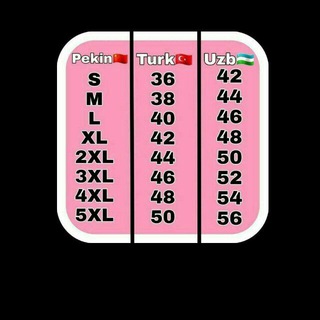 Pekin🇨🇳 Turk🇹🇷 Uzb🇺🇿
S 36 42
M 38 44
L 40 46
XL 42 48
2XL 44 50
3XL 46 52
4XL 48 54
5XL 50 56